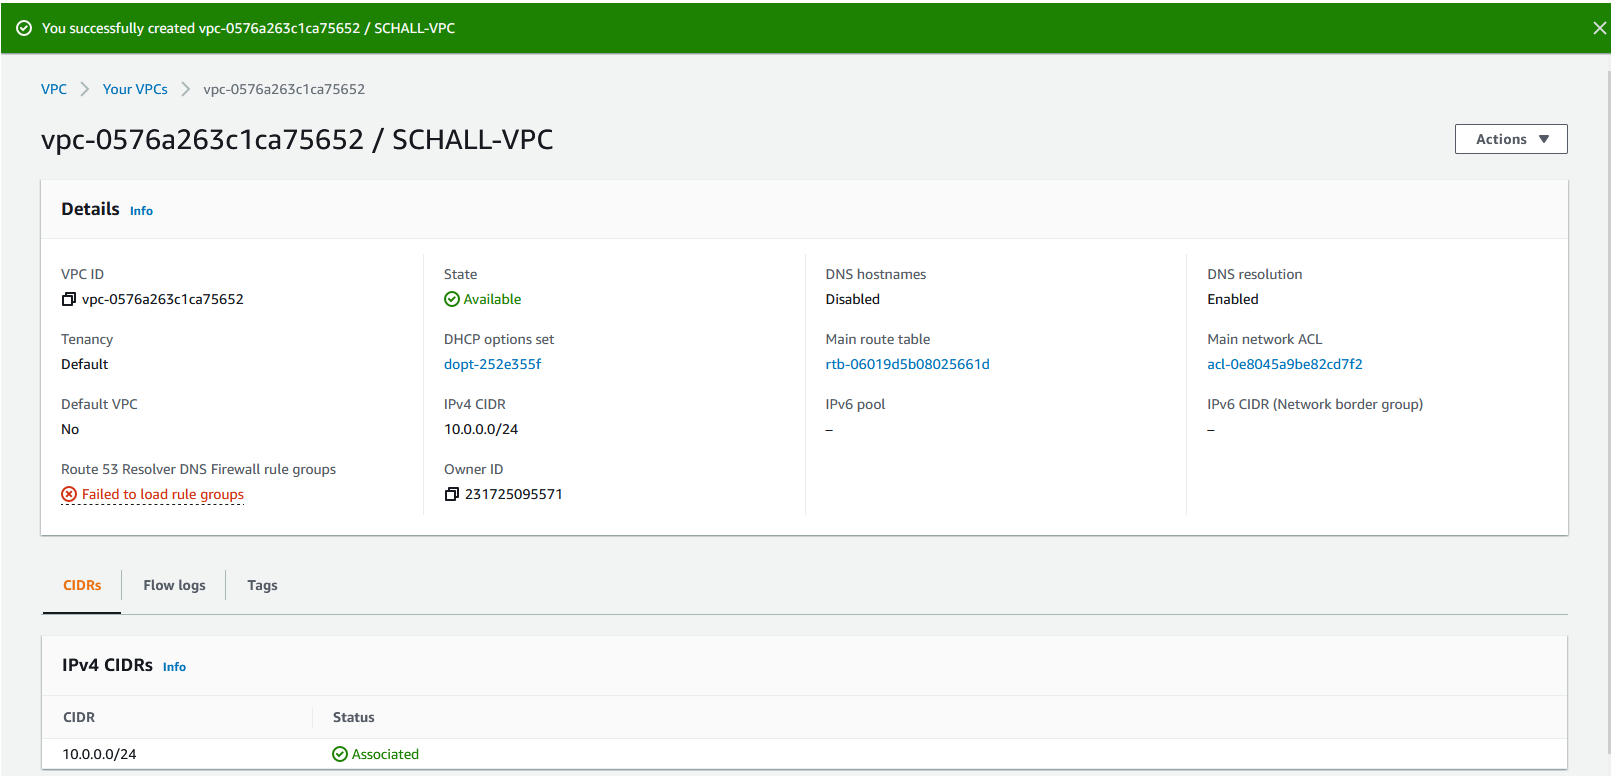 You successfully created vpc-0576a263c1ca75652 / SCHALL-VPC
VPC Your VPCs vpc-0576a263c1ca75652
vpc-0576a263c1ca75652 / SCHALL-VPC
Actions
Details Info
VPC ID
vpc-0576a263c1ca75652
State
Available
DNS hostnames
Disabled
DNS resolution
Enabled
Tenancy
Default
DHCP options set
dopt-252e355f
Main route table
rtb-06019d5b08025661d
Main network ACL
acl-0e8045a9be82cd7f2
Default VPC
No
IPv4 CIDR
10.0.0.0/24
IPv6 pool
–
IPv6 CIDR (Network border group)
–
Route 53 Resolver DNS Firewall rule groups
Failed to load rule groups
Owner ID
231725095571
CIDRs Flow logs Tags
IPv4 CIDRs Info
CIDR Status
10.0.0.0/24 Associated